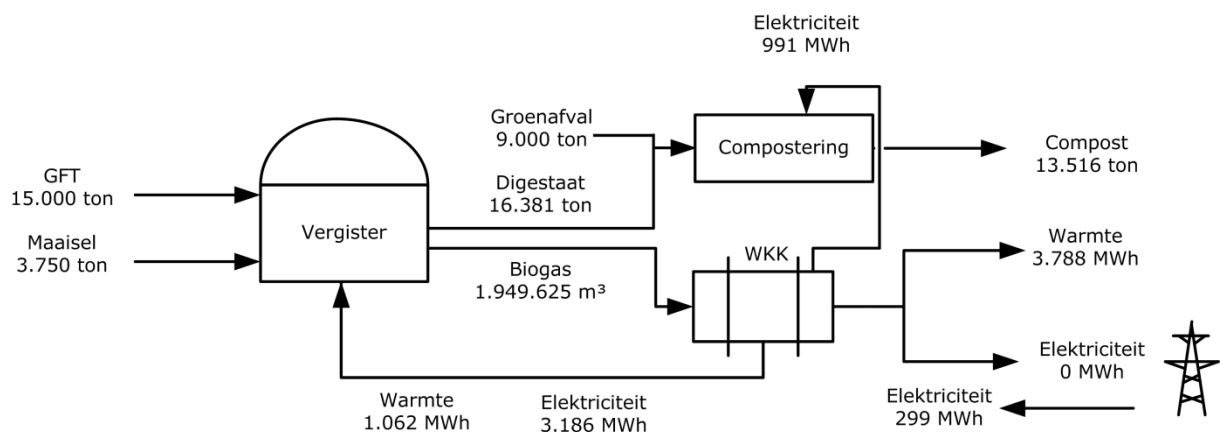 Elektriciteit
991 MWh
Groenafval
9.000 ton
Compostering
Compost
13.516 ton
GFT
15.000 ton
Digestaat
16.381 ton
Vergister
Maaisel
3.750 ton
Biogas
1.949.625 m³
WKK
Warmte
3.788 MWh
Elektriciteit
0 MWh
Warmte
1.062 MWh
Elektriciteit
3.186 MWh
Elektriciteit
299 MWh